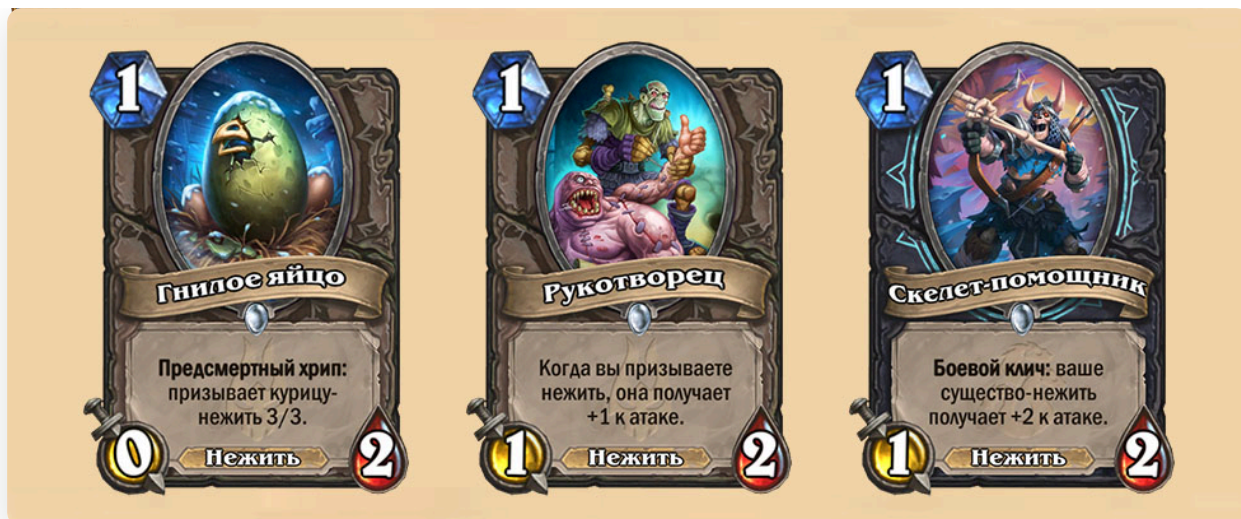 1
Гнилое яйцо
Предсмертный хрип:
призывает курицу-
нежить 3/3.
0
Нежить
2
1
Рукотворец
Когда вы призываете
нежить, она получает
+1 к атаке.
1
Нежить
2
1
Скелет-помощник
Боевой клич: ваше
существо-нежить
получает +2 к атаке.
1
Нежить
2